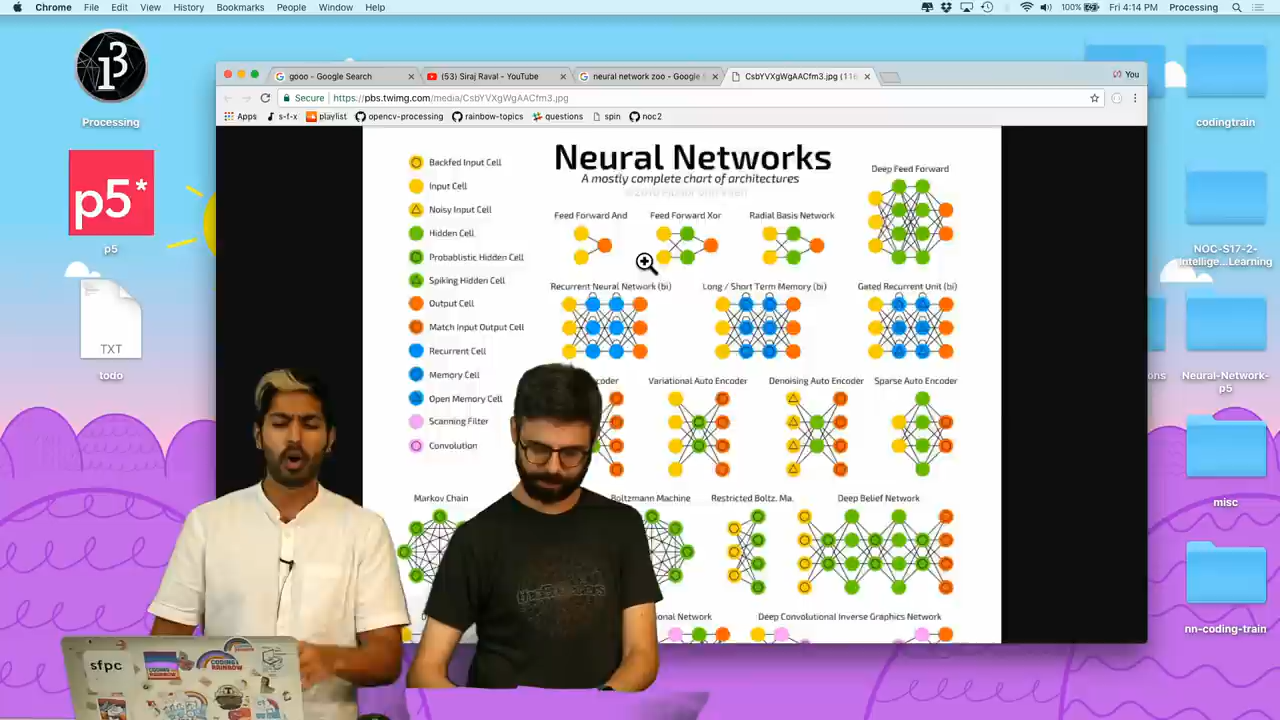 Chrome File Edit View History Bookmarks People Window Help
100% Fri 4:14 PM Processing
gooo - Google Search
(53) Siraj Raval - YouTube
neural network zoo - Google
CsbYVXgWgAACfm3.jpg (116
You
Secure https://pbs.twimg.com/media/CsbYVXgWgAACfm3.jpg
Apps s-f-x playlist opencv-processing rainbow-topics questions spin noc2
Processing
p5*
p5
TXT
todo
codingtrain
NOC-S17-2-
Intellige...Learning
Neural-Network-
p5
misc
nn-coding-train
Neural Networks
A mostly complete chart of architectures
Backfed Input Cell
Input Cell
Noisy Input Cell
Hidden Cell
Probablistic Hidden Cell
Spiking Hidden Cell
Output Cell
Match Input Output Cell
Recurrent Cell
Memory Cell
Open Memory Cell
Scanning Filter
Convolution
Deep Feed Forward
Feed Forward And
Feed Forward Xor
Radial Basis Network
Recurrent Neural Network (bi)
Long / Short Term Memory (bi)
Gated Recurrent Unit (bi)
Variational Auto Encoder
Denoising Auto Encoder
Sparse Auto Encoder
Markov Chain
Boltzmann Machine
Restricted Boltz. Ma.
Deep Belief Network
Network
Deep Convolutional Inverse Graphics Network
sfpc